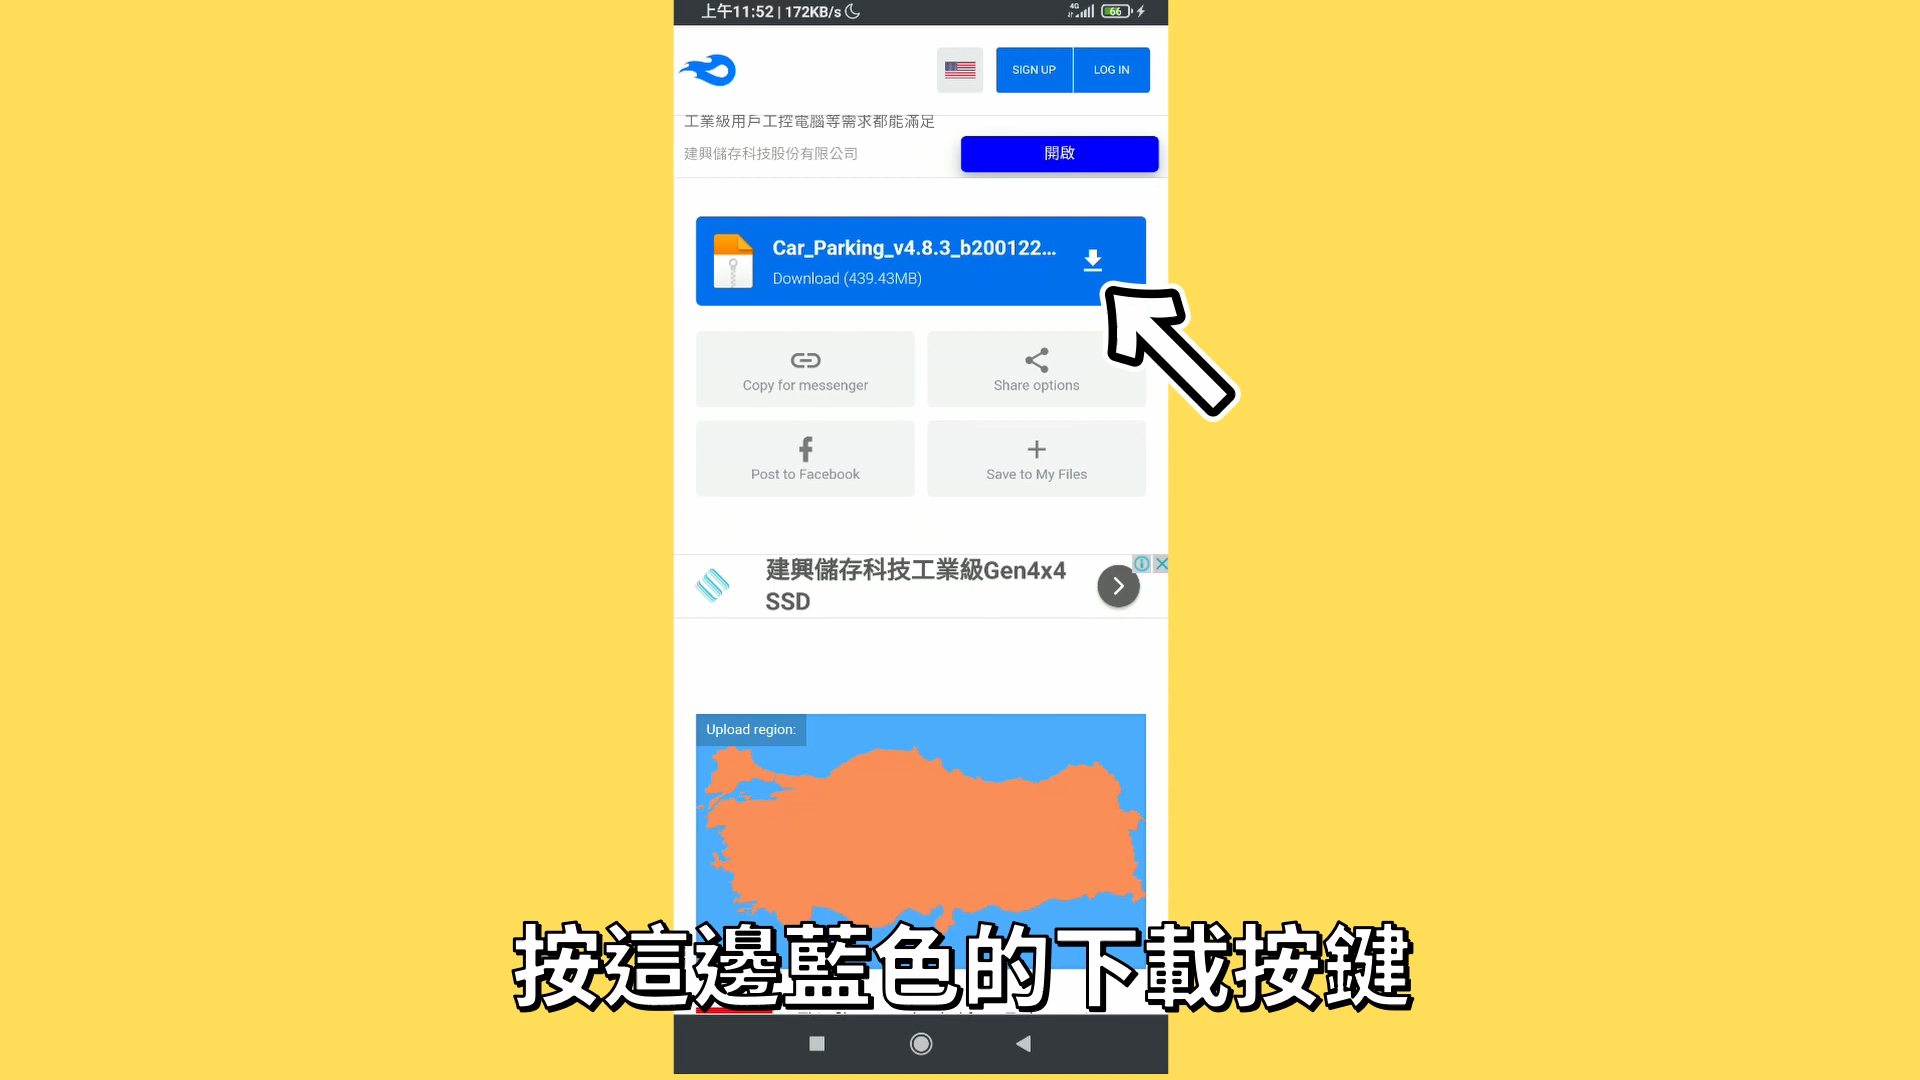 上午11:52 | 172KB/s
4G
66
SIGN UP
LOG IN
工業級用戶工控電腦等需求都能滿足
建興儲存科技股份有限公司
開啟
Car_Parking_v4.8.3_b200122...
Download (439.43MB)
Copy for messenger
Share options
Post to Facebook
Save to My Files
建興儲存科技工業級Gen4x4
SSD
Upload region:
按這邊藍色的下載按鍵